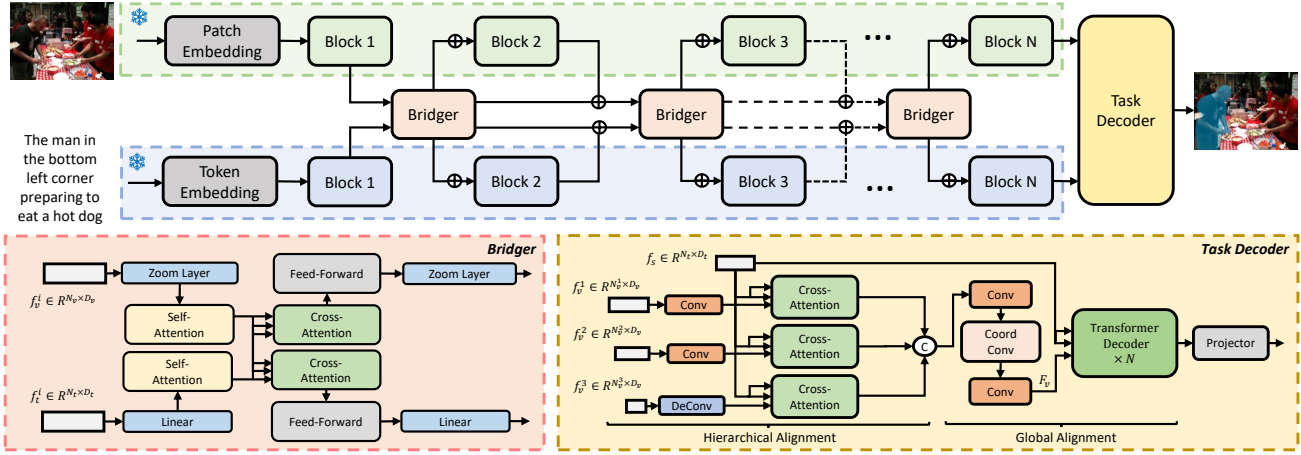 Patch
Embedding
Block 1
Block 2
Block 3
...
Block N
Bridger
Bridger
Bridger
Task
Decoder
The man in
the bottom
left corner
preparing to
eat a hot dog
Token
Embedding
Block 1
Block 2
Block 3
...
Block N
Bridger
Zoom Layer
f_v^i ∈ R^{N_v×D_v}
Self-
Attention
Self-
Attention
f_t^i ∈ R^{N_t×D_t}
Linear
Feed-Forward
Zoom Layer
Cross-
Attention
Cross-
Attention
Feed-Forward
Linear
Task Decoder
f_s ∈ R^{N_t×D_t}
f_v^1 ∈ R^{N_v^1×D_v}
Conv
Cross-
Attention
f_v^2 ∈ R^{N_v^2×D_v}
Conv
Cross-
Attention
f_v^3 ∈ R^{N_v^3×D_v}
DeConv
Cross-
Attention
C
Conv
Coord
Conv
Conv
F_v
Transformer
Decoder
× N
Projector
Hierarchical Alignment
Global Alignment